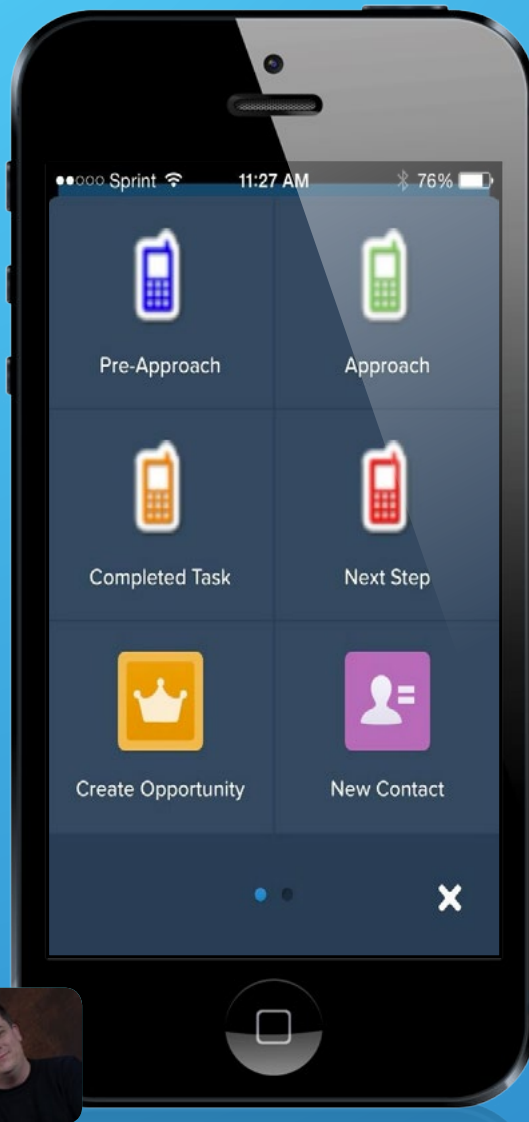 Sprint 11:27 AM 76%
Pre-Approach Approach
Completed Task Next Step
Create Opportunity New Contact